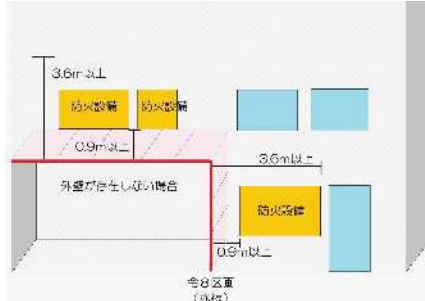 3.6m以上
防火設備
防火設備
0.9m以上
3.6m以上
外壁が存在しない場合
防火設備
0.9m以上
令8区画
(赤線)